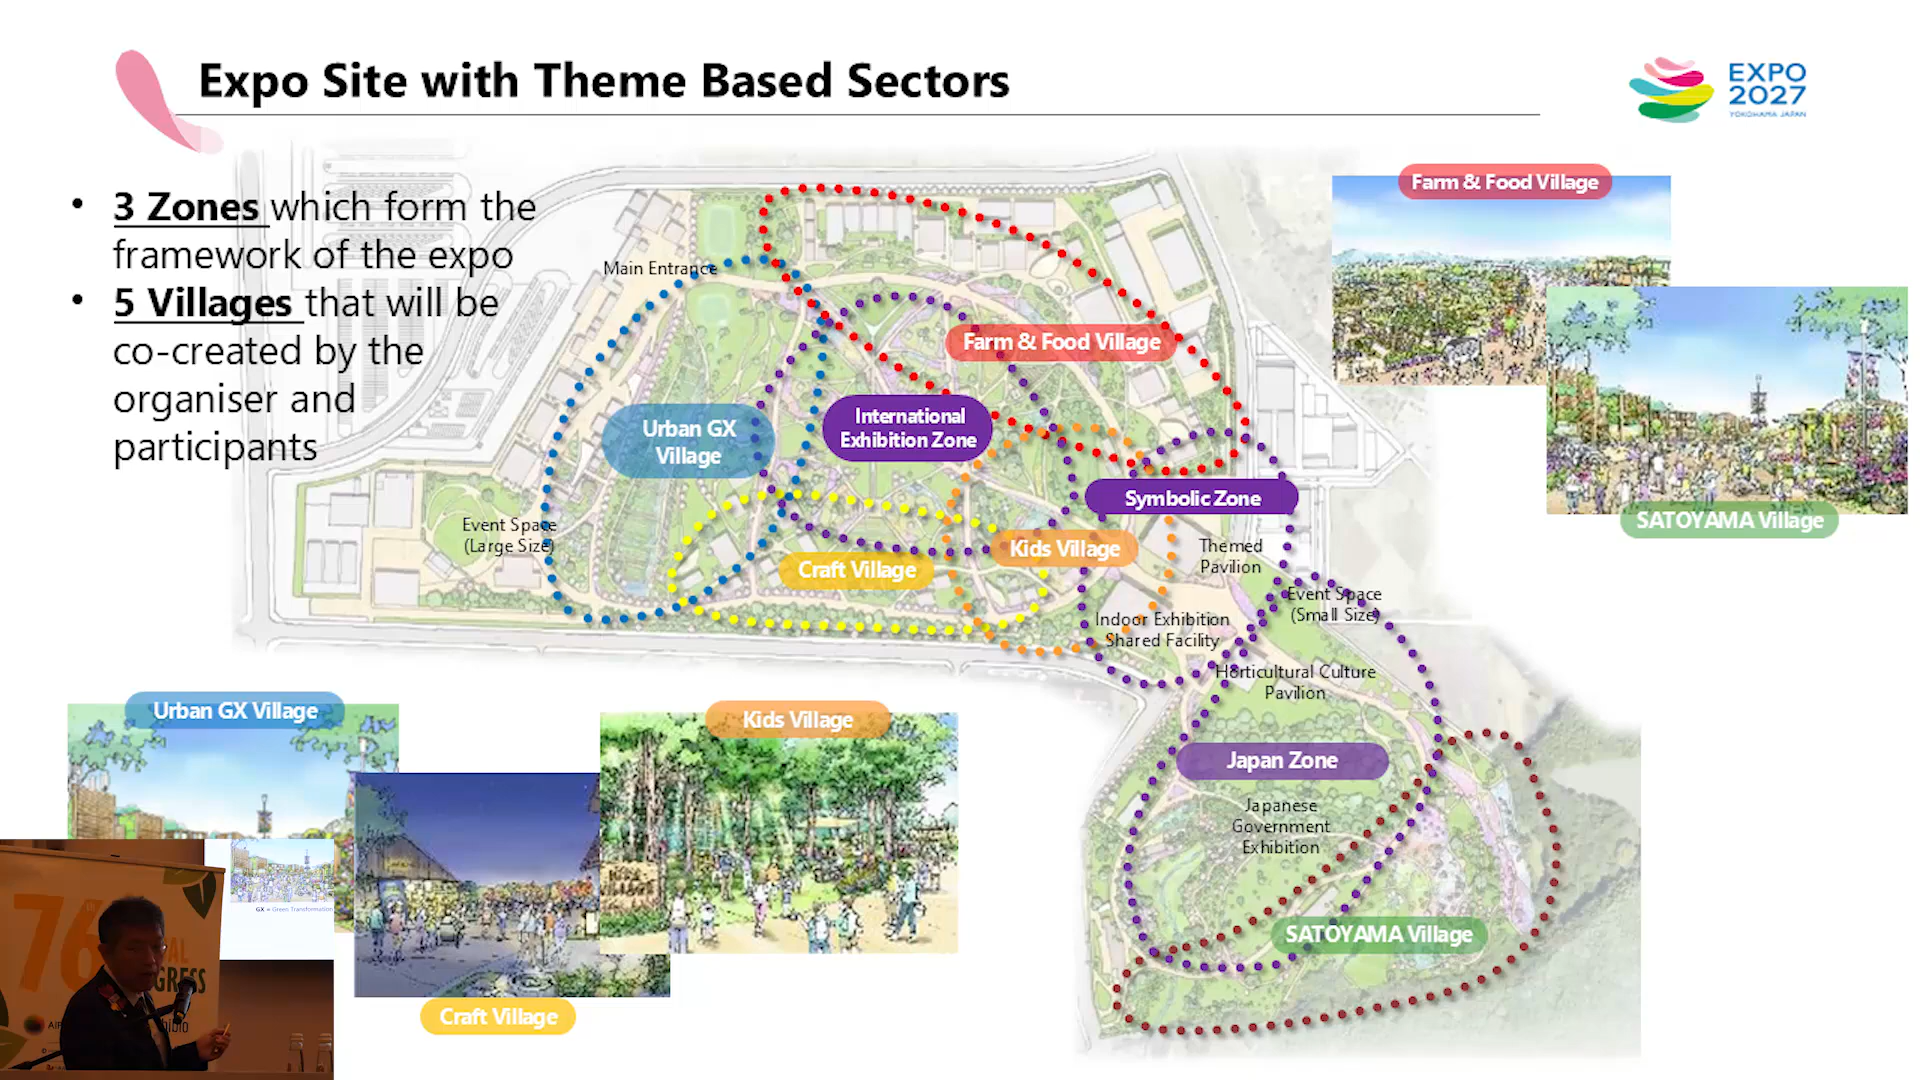 Expo Site with Theme Based Sectors
EXPO
2027
YOKOHAMA JAPAN
• 3 Zones which form the
framework of the expo
• 5 Villages that will be
co-created by the
organiser and
participants
Main Entrance
Farm & Food Village
Urban GX
Village
International
Exhibition Zone
Symbolic Zone
Event Space
(Large Size)
Kids Village
Craft Village
Themed
Pavilion
Event Space
(Small Size)
Indoor Exhibition
Shared Facility
Horticultural Culture
Pavilion
Japan Zone
Japanese
Government
Exhibition
SATOYAMA Village
Farm & Food Village
SATOYAMA Village
Urban GX Village
Kids Village
Craft Village
GX = Green Transformation
76